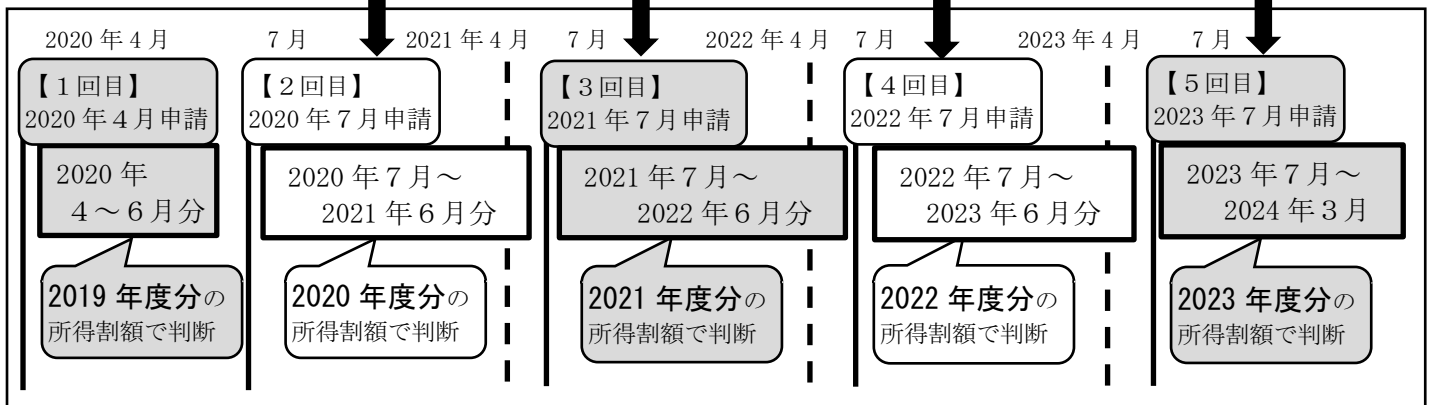 2020年4月 7月 2021年4月 7月 2022年4月 7月 2023年4月 7月
【1回目】
2020年4月申請
【2回目】
2020年7月申請
【3回目】
2021年7月申請
【4回目】
2022年7月申請
【5回目】
2023年7月申請
2020年
4～6月分
2020年7月～
2021年6月分
2021年7月～
2022年6月分
2022年7月～
2023年6月分
2023年7月～
2024年3月
2019年度分の
所得割額で判断
2020年度分の
所得割額で判断
2021年度分の
所得割額で判断
2022年度分の
所得割額で判断
2023年度分の
所得割額で判断